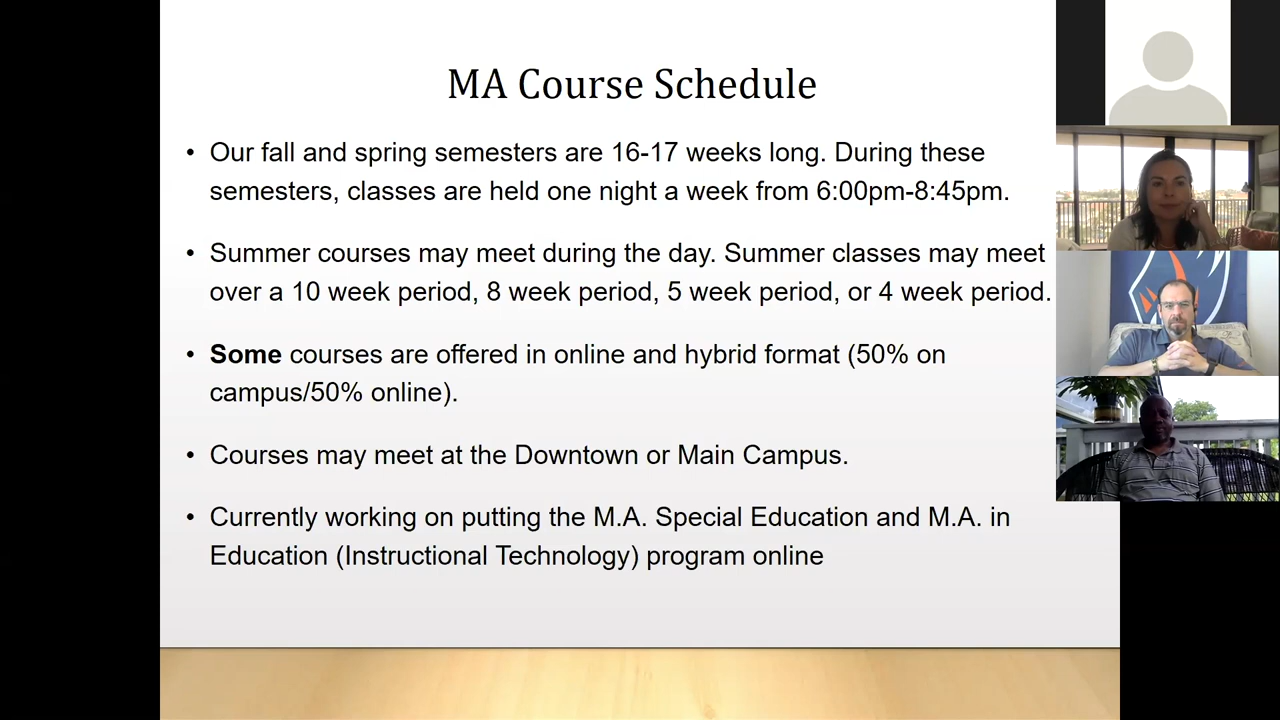 MA Course Schedule
• Our fall and spring semesters are 16-17 weeks long. During these
semesters, classes are held one night a week from 6:00pm-8:45pm.
• Summer courses may meet during the day. Summer classes may meet
over a 10 week period, 8 week period, 5 week period, or 4 week period.
• Some courses are offered in online and hybrid format (50% on
campus/50% online).
• Courses may meet at the Downtown or Main Campus.
• Currently working on putting the M.A. Special Education and M.A. in
Education (Instructional Technology) program online